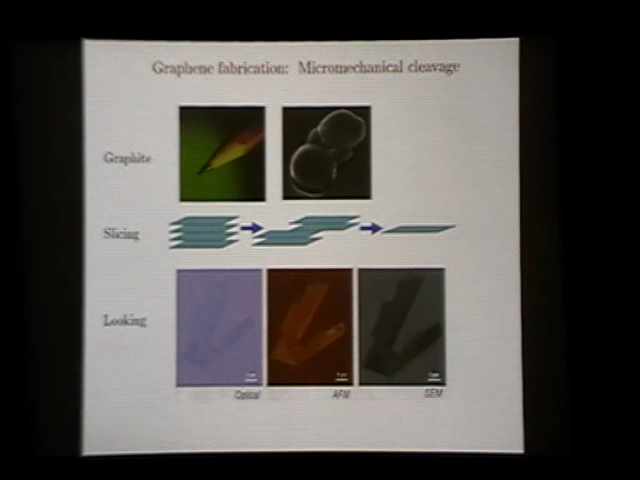 Graphene fabrication: Micromechanical cleavage
Graphite
Slicing
Looking
Optical
AFM
SEM